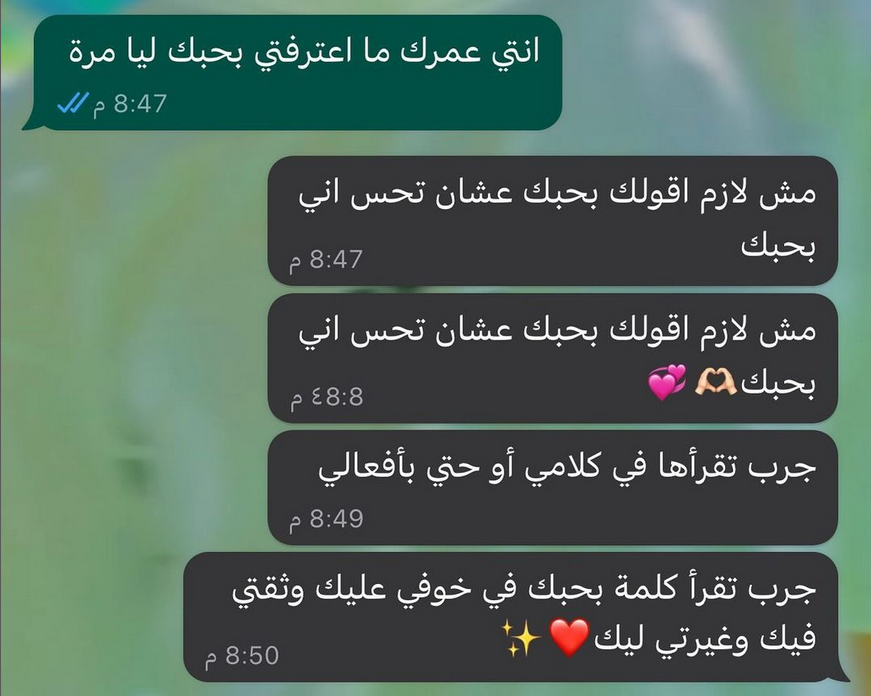 انتي عمرك ما اعترفتي بحبك ليا مرة
8:47 م
مش لازم اقولك بحبك عشان تحس اني
بحبك
8:47 م
مش لازم اقولك بحبك عشان تحس اني
بحبك🫶🏻💞
٤8:8 م
جرب تقرأها في كلامي أو حتي بأفعالي
8:49 م
جرب تقرأ كلمة بحبك في خوفي عليك وثقتي
فيك وغيرتي ليك❤️✨
8:50 م